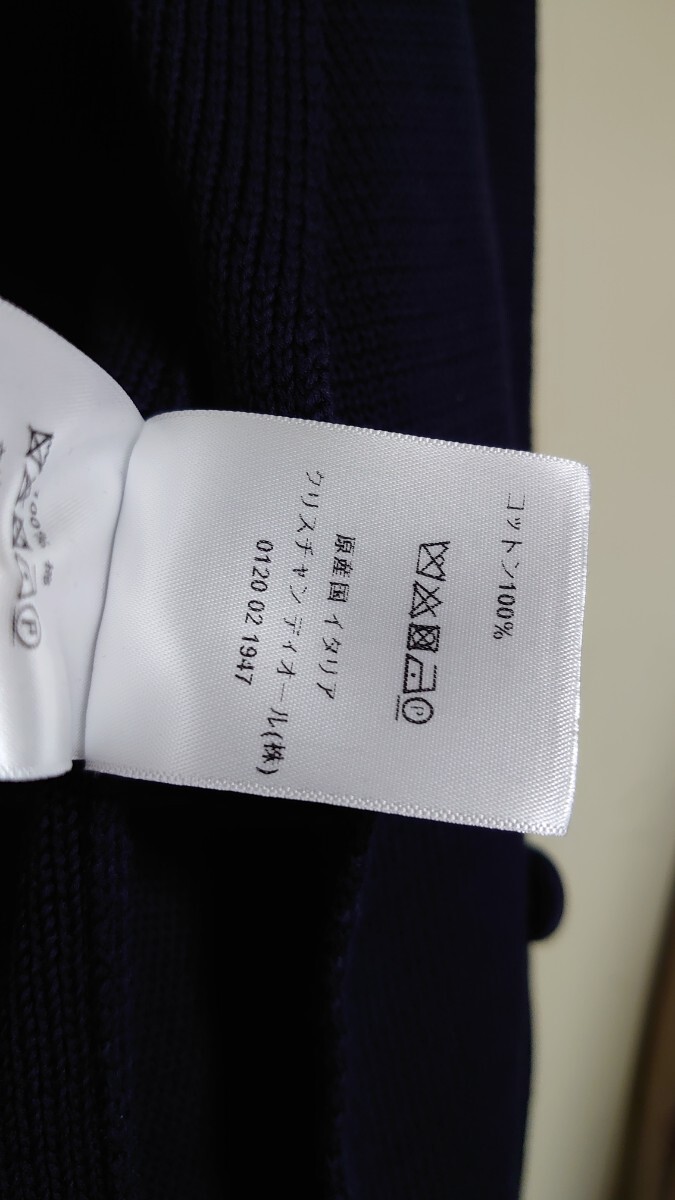 コットン100%
原産国 イタリア
クリスチャンディオール(株)
0120 02 1947
100%